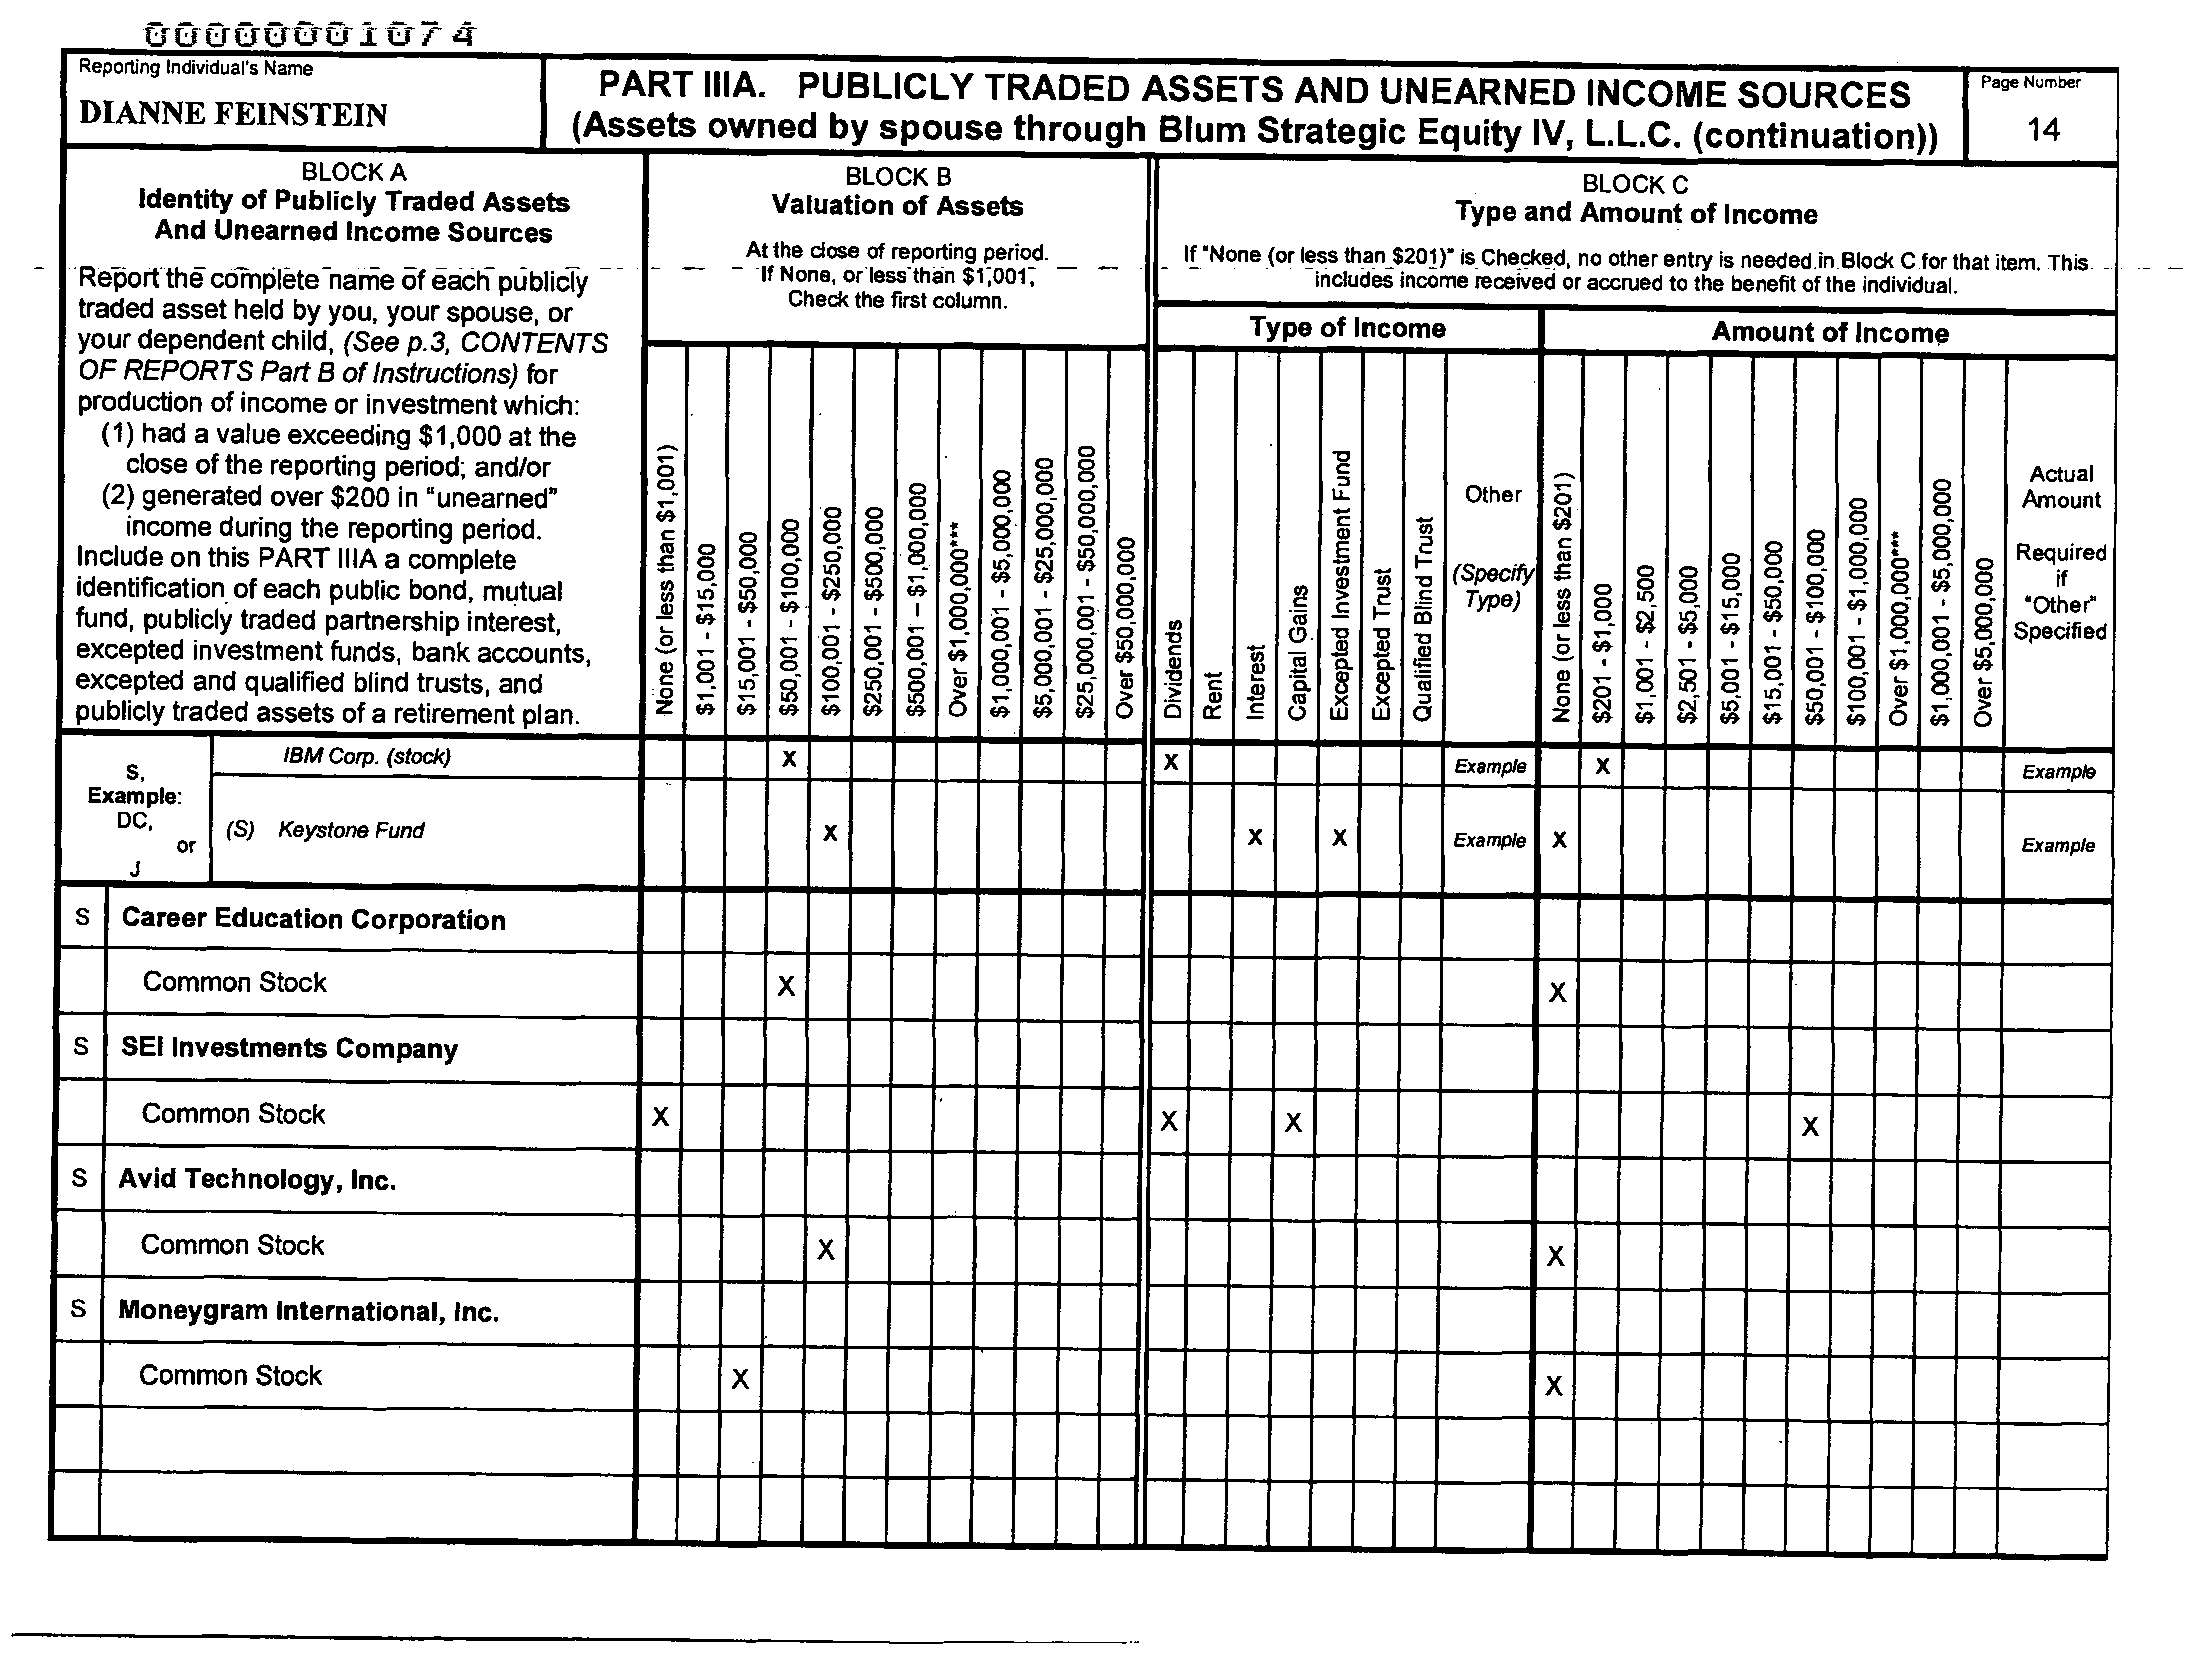 00000001074
Reporting Individual's Name
DIANNE FEINSTEIN
PART IIIA. PUBLICLY TRADED ASSETS AND UNEARNED INCOME SOURCES
(Assets owned by spouse through Blum Strategic Equity IV, L.L.C. (continuation))
Page Number
14
BLOCK A
Identity of Publicly Traded Assets
And Unearned Income Sources
Report the complete name of each publicly
traded asset held by you, your spouse, or
your dependent child, (See p.3, CONTENTS
OF REPORTS Part B of Instructions) for
production of income or investment which:
(1) had a value exceeding $1,000 at the
close of the reporting period; and/or
(2) generated over $200 in "unearned"
income during the reporting period.
Include on this PART IIIA a complete
identification of each public bond, mutual
fund, publicly traded partnership interest,
excepted investment funds, bank accounts,
excepted and qualified blind trusts, and
publicly traded assets of a retirement plan.
BLOCK B
Valuation of Assets
At the close of reporting period.
If None, or less than $1,001,
Check the first column.
None (or less than $1,001)
$1,001 - $15,000
$15,001 - $50,000
$50,001 - $100,000
$100,001 - $250,000
$250,001 - $500,000
$500,001 – $1,000,000
Over $1,000,000***
$1,000,001 - $5,000,000
$5,000,001 - $25,000,000
$25,000,001 - $50,000,000
Over $50,000,000
BLOCK C
Type and Amount of Income
If "None (or less than $201)" is Checked, no other entry is needed in Block C for that item. This
includes income received or accrued to the benefit of the individual.
Type of Income
Dividends
Rent
Interest
Capital Gains
Excepted Investment Fund
Excepted Trust
Qualified Blind Trust
Other
(Specify
Type)
Amount of Income
None (or less than $201)
$201 - $1,000
$1,001 - $2,500
$2,501 - $5,000
$5,001 - $15,000
$15,001 - $50,000
$50,001 - $100,000
$100,001 - $1,000,000
Over $1,000,000***
$1,000,001 - $5,000,000
Over $5,000,000
Actual
Amount
Required
if
"Other"
Specified
S,
Example:
DC,
or
J
IBM Corp. (stock) X X Example X Example
(S) Keystone Fund X X X Example X Example
S Career Education Corporation
Common Stock X X
S SEI Investments Company
Common Stock X X X X
S Avid Technology, Inc.
Common Stock X X
S Moneygram International, Inc.
Common Stock X X